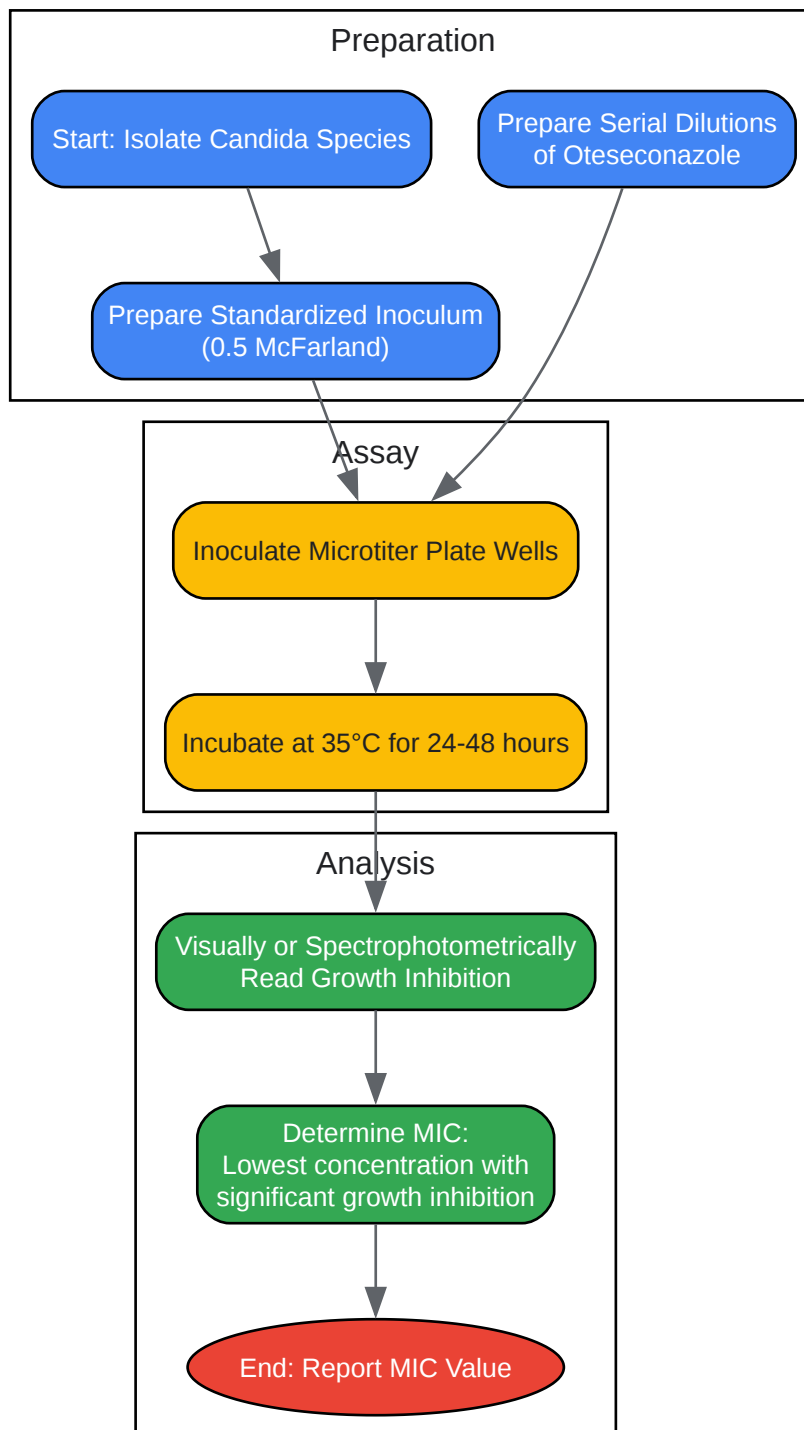 Preparation
Start: Isolate Candida Species
Prepare Serial Dilutions
of Oteseconazole
Prepare Standardized Inoculum
(0.5 McFarland)
Assay
Inoculate Microtiter Plate Wells
Incubate at 35°C for 24-48 hours
Analysis
Visually or Spectrophotometrically
Read Growth Inhibition
Determine MIC:
Lowest concentration with
significant growth inhibition
End: Report MIC Value